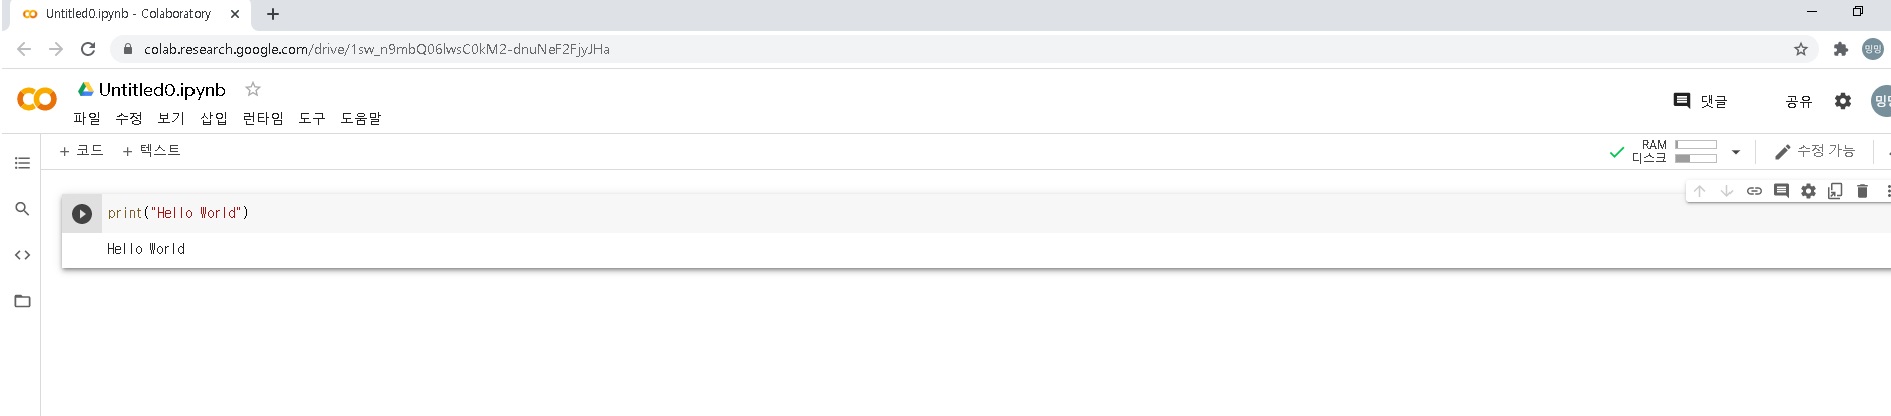 Untitled0.ipynb - Colaboratory
colab.research.google.com/drive/1sw_n9mbQ06lwsC0kM2-dnuNeF2FjyJHa
밍밍
Untitled0.ipynb
댓글 공유
파일 수정 보기 삽입 런타임 도구 도움말
+ 코드 + 텍스트
RAM
디스크
수정 가능
print("Hello World")
Hello World